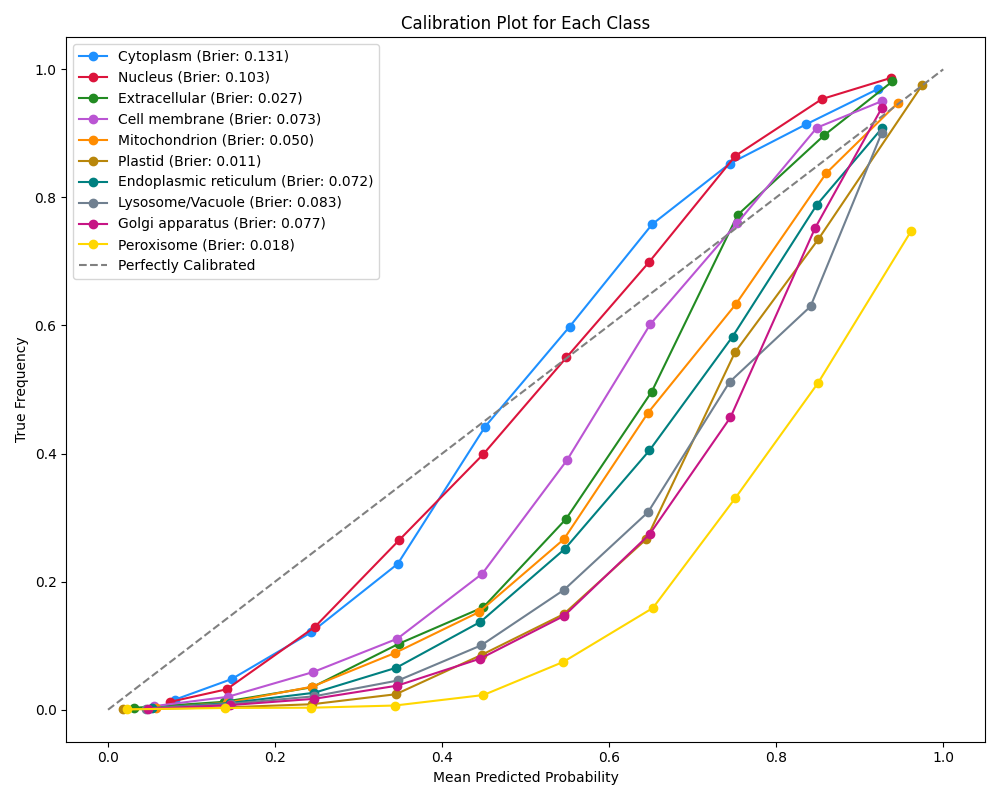 Calibration Plot for Each Class
Cytoplasm (Brier: 0.131)
Nucleus (Brier: 0.103)
Extracellular (Brier: 0.027)
Cell membrane (Brier: 0.073)
Mitochondrion (Brier: 0.050)
Plastid (Brier: 0.011)
Endoplasmic reticulum (Brier: 0.072)
Lysosome/Vacuole (Brier: 0.083)
Golgi apparatus (Brier: 0.077)
Peroxisome (Brier: 0.018)
Perfectly Calibrated
True Frequency
1.0
0.8
0.6
0.4
0.2
0.0
0.0 0.2 0.4 0.6 0.8 1.0
Mean Predicted Probability